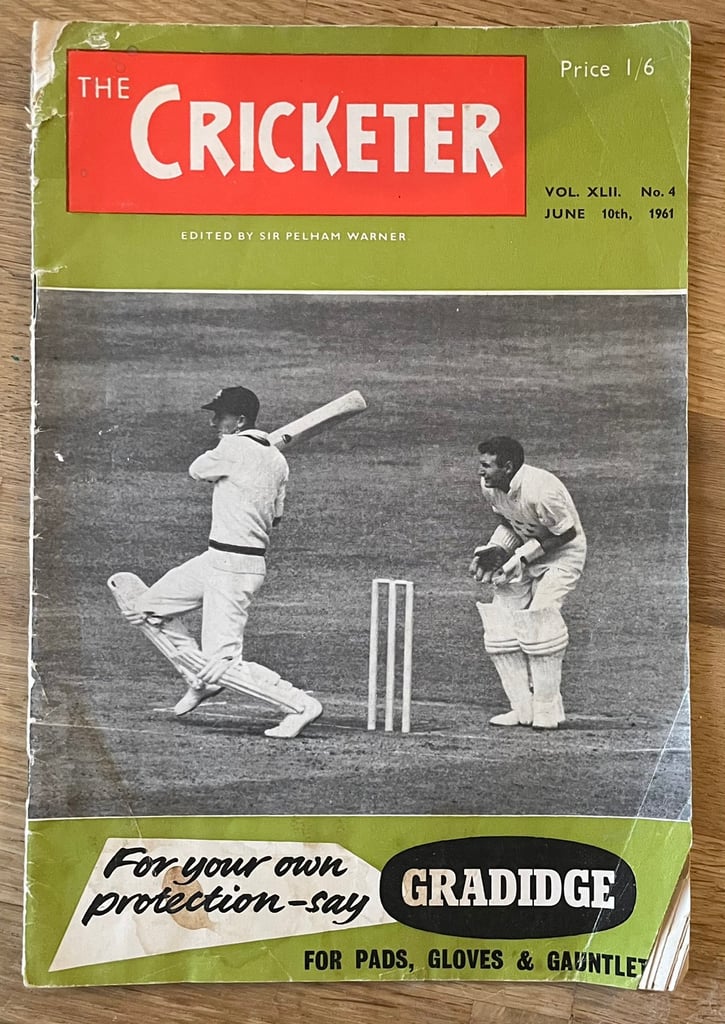 THE
CRICKETER
Price 1/6
VOL. XLII. No. 4
JUNE 10th, 1961
EDITED BY SIR PELHAM WARNER
For your own
protection-say
GRADIDGE
FOR PADS, GLOVES & GAUNTLET